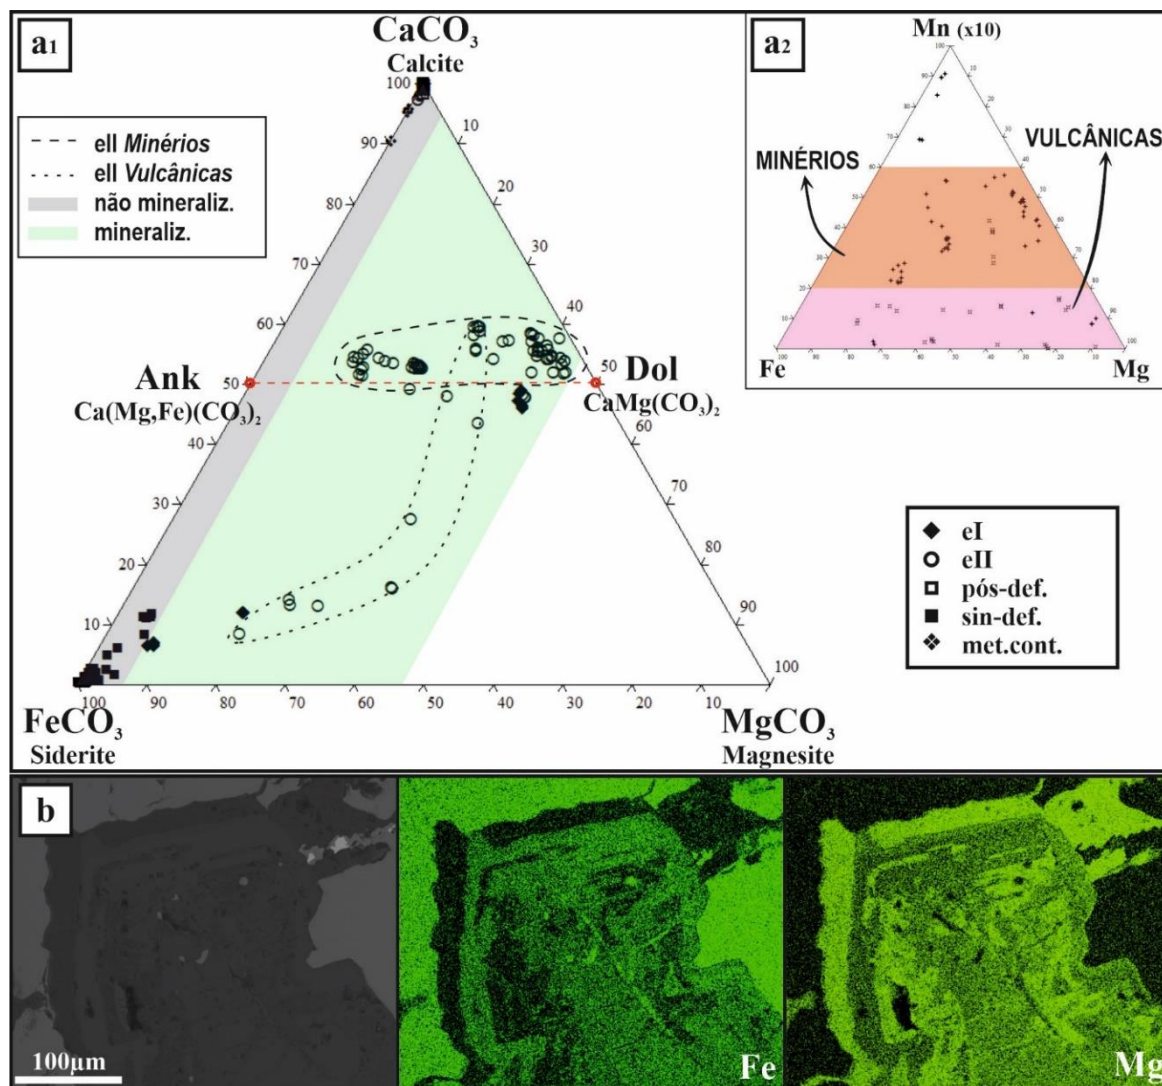 a1
CaCO3
Calcite
ell Minérios
ell Vulcânicas
não mineraliz.
mineraliz.
100
90
80
70
60
50
40
30
20
10
10
20
30
40
50
60
70
80
90
100
Ank
Ca(Mg,Fe)(CO3)2
Dol
CaMg(CO3)2
100
90
80
70
60
50
40
30
20
10
0
FeCO3
Siderite
MgCO3
Magnesite
a2
Mn (x10)
MINÉRIOS
VULCÂNICAS
Fe
Mg
eI
eII
pós-def.
sin-def.
met.cont.
b
100µm
Fe
Mg